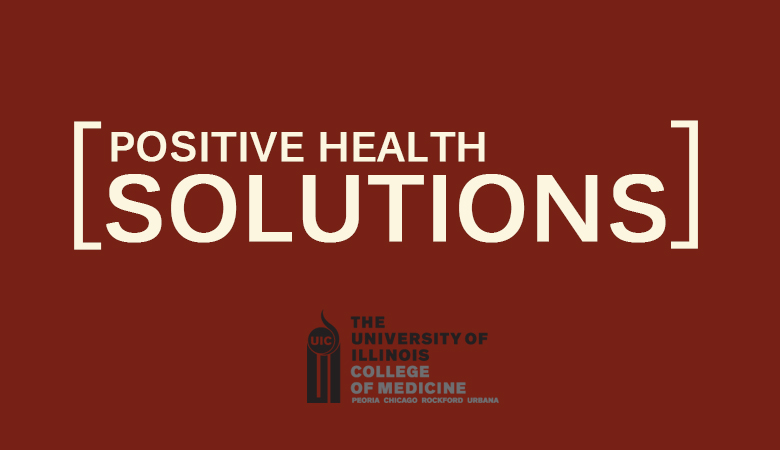 POSITIVE HEALTH
SOLUTIONS
UIC
THE
UNIVERSITY OF
ILLINOIS
COLLEGE
OF MEDICINE
PEORIA CHICAGO ROCKFORD URBANA